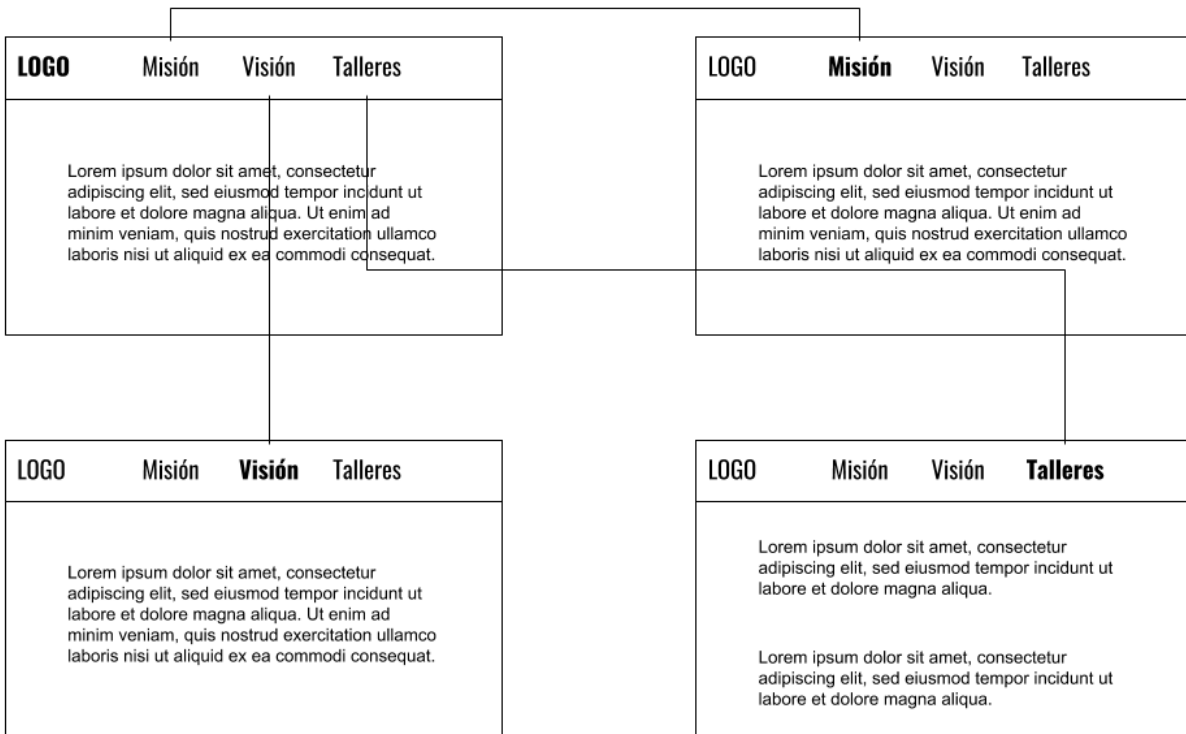 LOGO Misión Visión Talleres
Lorem ipsum dolor sit amet, consectetur
adipiscing elit, sed eiusmod tempor incidunt ut
labore et dolore magna aliqua. Ut enim ad
minim veniam, quis nostrud exercitation ullamco
laboris nisi ut aliquid ex ea commodi consequat.
LOGO Misión Visión Talleres
Lorem ipsum dolor sit amet, consectetur
adipiscing elit, sed eiusmod tempor incidunt ut
labore et dolore magna aliqua. Ut enim ad
minim veniam, quis nostrud exercitation ullamco
laboris nisi ut aliquid ex ea commodi consequat.
LOGO Misión Visión Talleres
Lorem ipsum dolor sit amet, consectetur
adipiscing elit, sed eiusmod tempor incidunt ut
labore et dolore magna aliqua. Ut enim ad
minim veniam, quis nostrud exercitation ullamco
laboris nisi ut aliquid ex ea commodi consequat.
LOGO Misión Visión Talleres
Lorem ipsum dolor sit amet, consectetur
adipiscing elit, sed eiusmod tempor incidunt ut
labore et dolore magna aliqua.
Lorem ipsum dolor sit amet, consectetur
adipiscing elit, sed eiusmod tempor incidunt ut
labore et dolore magna aliqua.